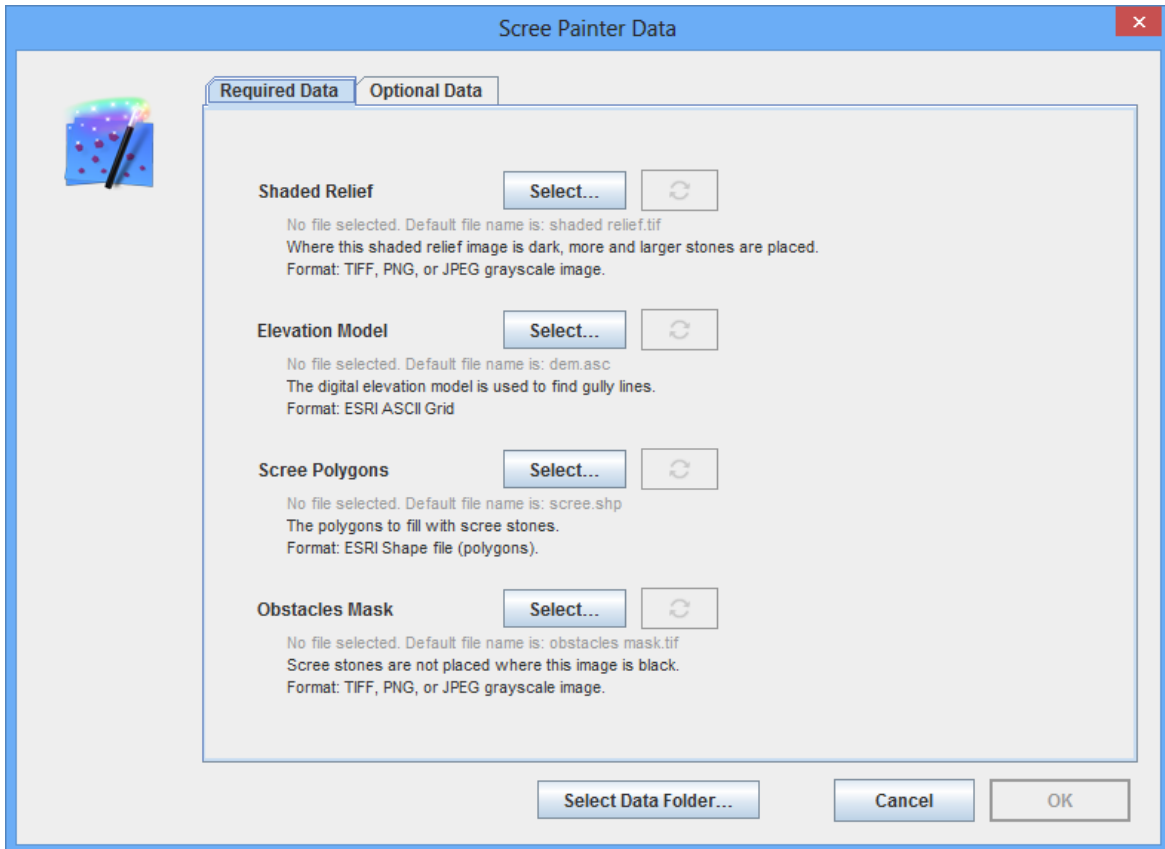 Scree Painter Data
Required Data
Optional Data
Shaded Relief
Select...
No file selected. Default file name is: shaded relief.tif
Where this shaded relief image is dark, more and larger stones are placed.
Format: TIFF, PNG, or JPEG grayscale image.
Elevation Model
Select...
No file selected. Default file name is: dem.asc
The digital elevation model is used to find gully lines.
Format: ESRI ASCII Grid
Scree Polygons
Select...
No file selected. Default file name is: scree.shp
The polygons to fill with scree stones.
Format: ESRI Shape file (polygons).
Obstacles Mask
Select...
No file selected. Default file name is: obstacles mask.tif
Scree stones are not placed where this image is black.
Format: TIFF, PNG, or JPEG grayscale image.
Select Data Folder...
Cancel
OK